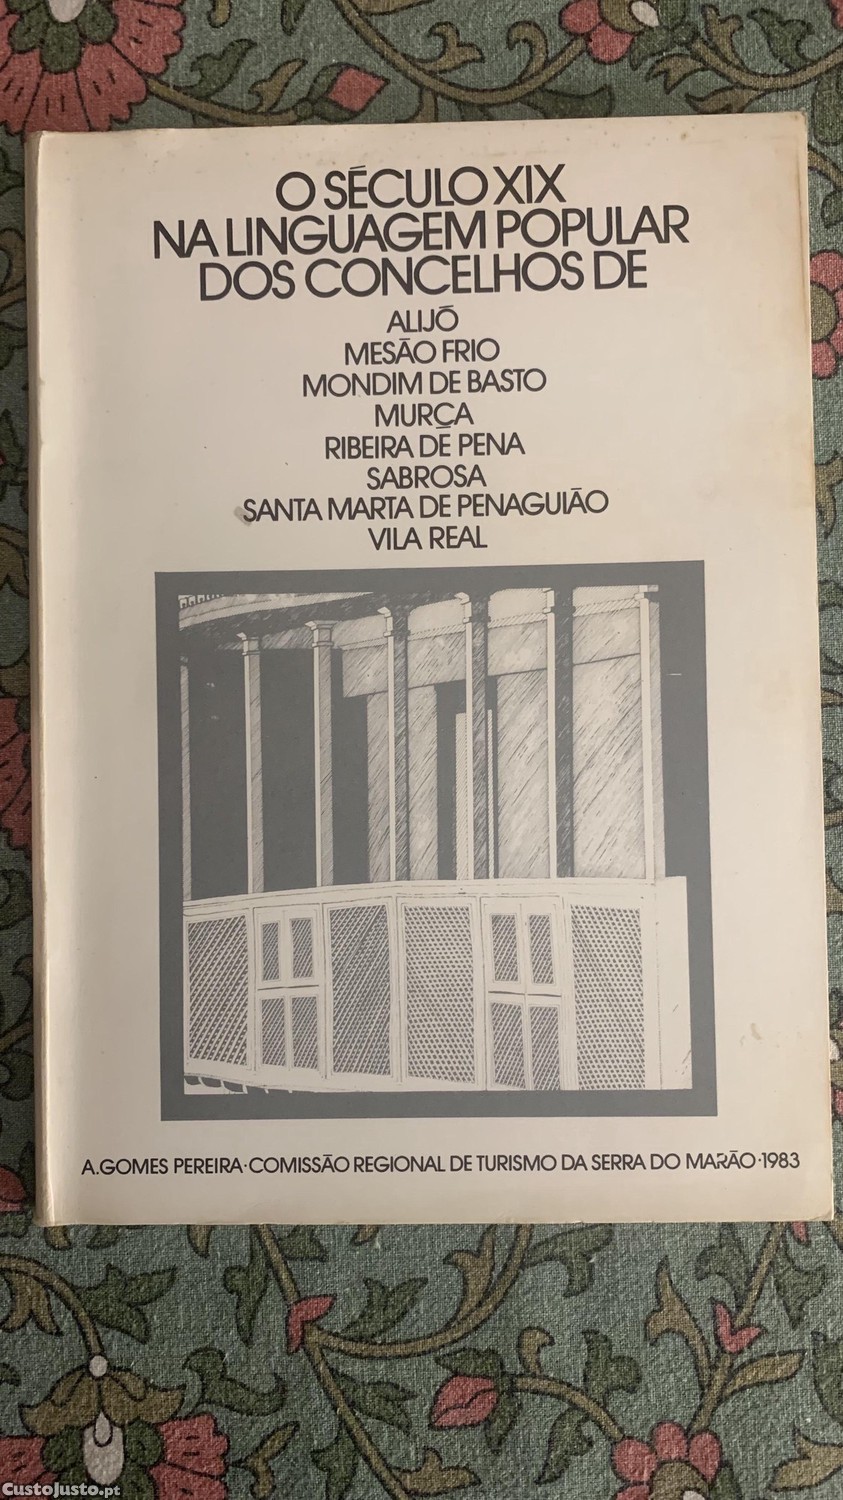 O SÉCULO XIX
NA LINGUAGEM POPULAR
DOS CONCELHOS DE
ALIJÓ
MESÃO FRIO
MONDIM DE BASTO
MURÇA
RIBEIRA DE PENA
SABROSA
SANTA MARTA DE PENAGUIÃO
VILA REAL
A.GOMES PEREIRA·COMISSÃO REGIONAL DE TURISMO DA SERRA DO MARÃO·1983
CustoJusto.pt